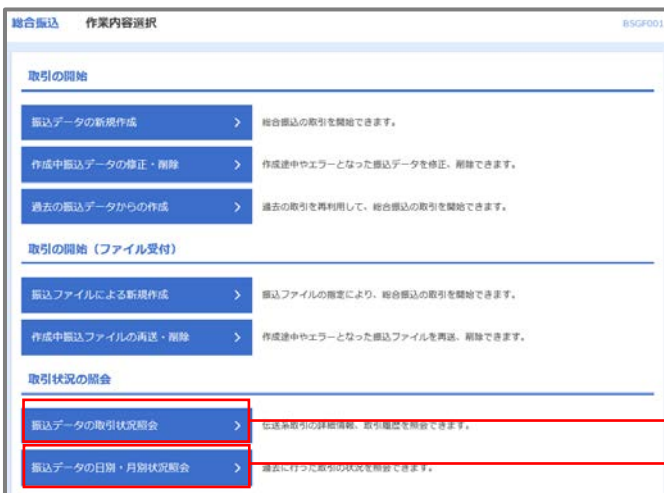 総合振込 作業内容選択 BSGF001
取引の開始
振込データの新規作成 総合振込の取引を開始できます。
作成中振込データの修正・削除 作成途中やエラーとなった振込データを修正、削除できます。
過去の振込データからの作成 過去の取引を再利用して、総合振込の取引を開始できます。
取引の開始（ファイル受付）
振込ファイルによる新規作成 振込ファイルの指定により、総合振込の取引を開始できます。
作成中振込ファイルの再送・削除 作成途中やエラーとなった振込ファイルを再送、削除できます。
取引状況の照会
振込データの取引状況照会 伝送系取引の詳細情報、取引履歴を照会できます。
振込データの日別・月別状況照会 過去に行った取引の状況を照会できます。